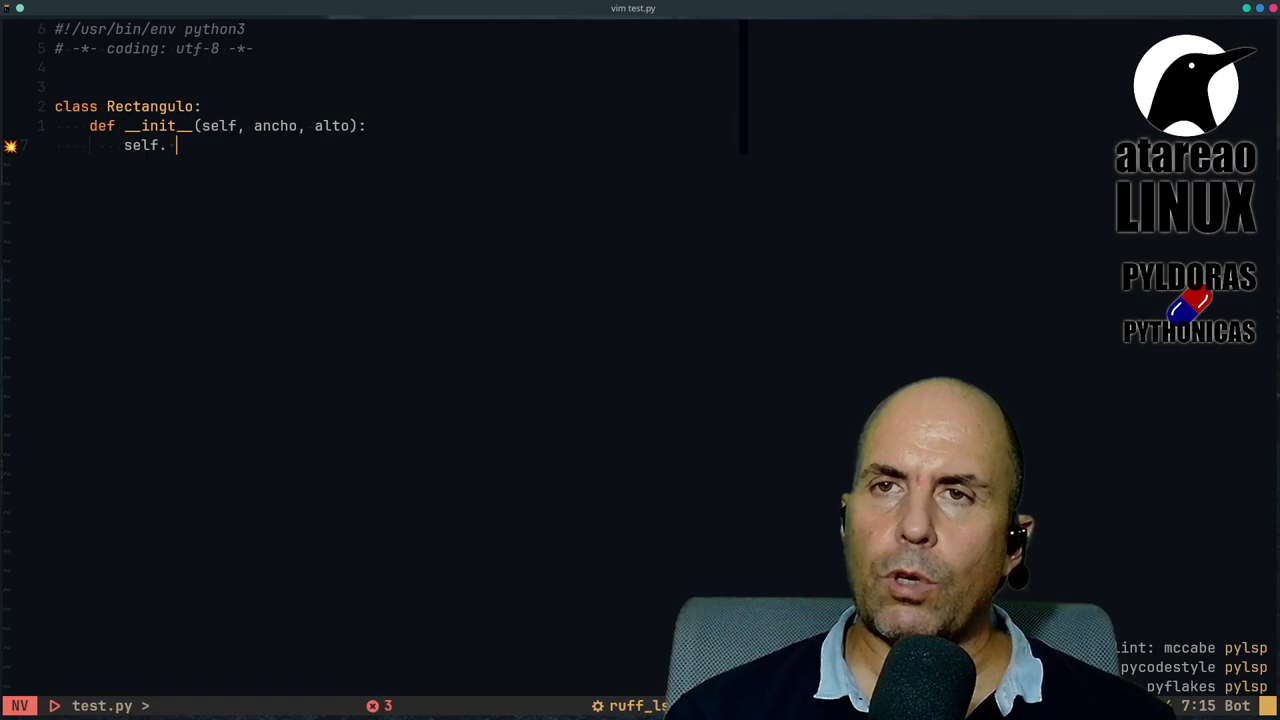 vim test.py
6 #!/usr/bin/env python3
5 # -*- coding: utf-8 -*-
4
3
2 class Rectangulo:
1 def __init__(self, ancho, alto):
7 self.
atareao
LINUX
PYLDORAS
PYTHONICAS
lint: mccabe pylsp
pycodestyle pylsp
pyflakes pylsp
NV test.py > 3 ruff_ls 7:15 Bot